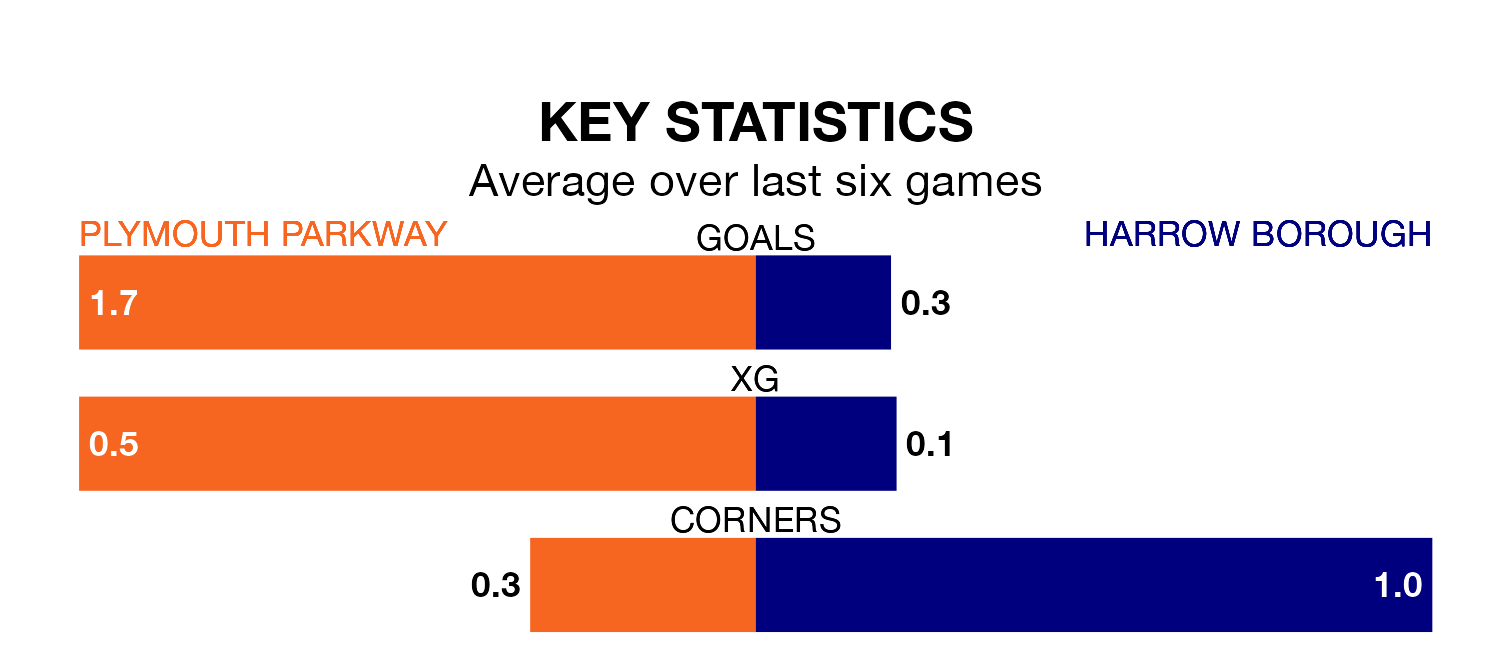 KEY STATISTICS
Average over last six games
PLYMOUTH PARKWAY GOALS HARROW BOROUGH
1.7 0.3
XG
0.5 0.1
CORNERS
0.3 1.0